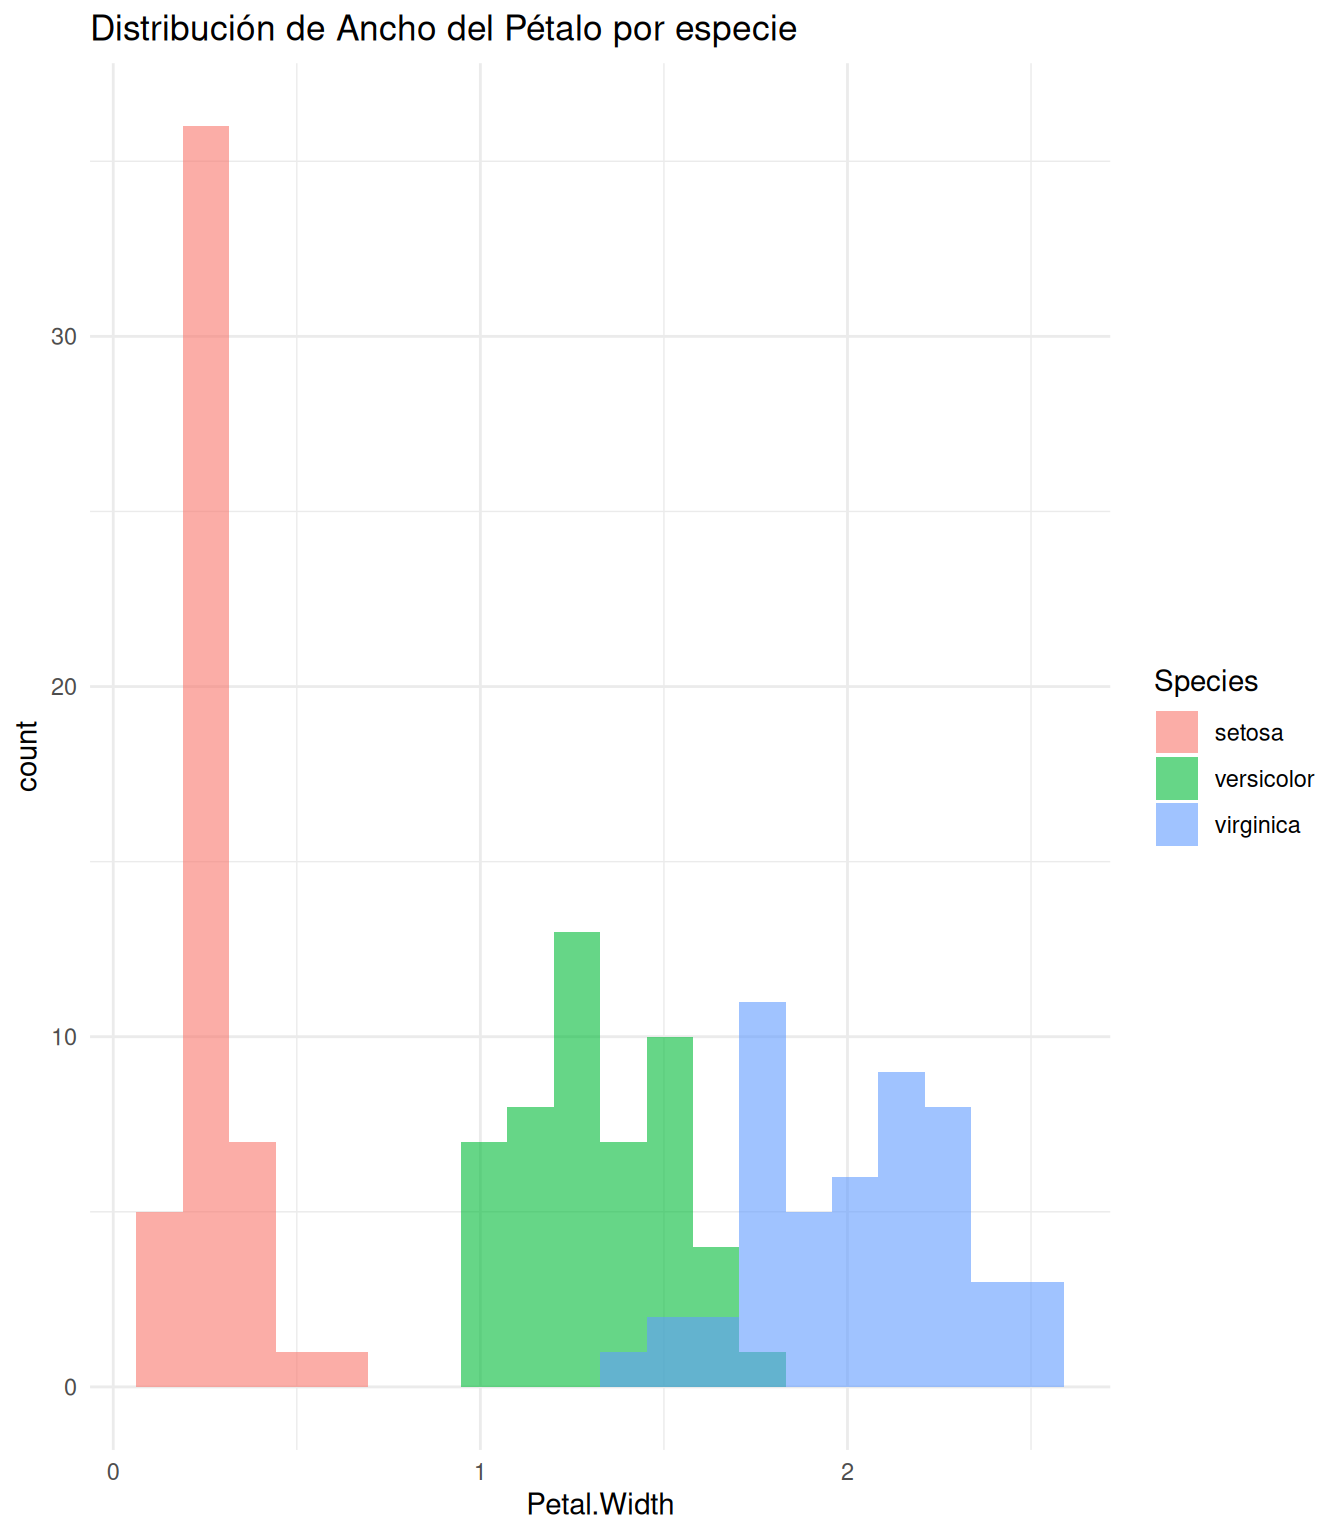 Distribución de Ancho del Pétalo por especie
30
20
10
0
count
0 1 2
Petal.Width
Species
setosa
versicolor
virginica